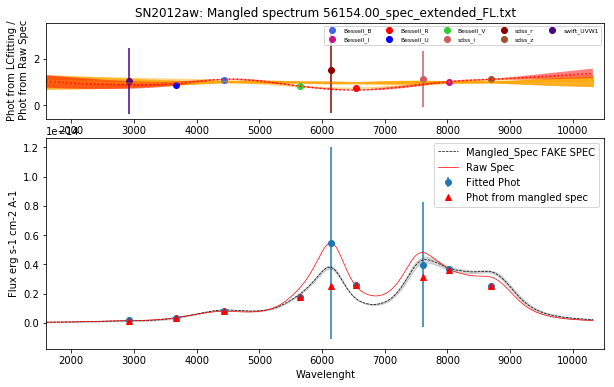 SN2012aw: Mangled spectrum 56154.00_spec_extended_FL.txt
Phot from LCfitting /
Phot from Raw Spec
Bessell_B Bessell_R Bessell_V sdss_r swift_UVW1
Bessell_I Bessell_U sdss_i sdss_z
2
0
2000 3000 4000 5000 6000 7000 8000 9000 10000
1e-14
Mangled_Spec FAKE SPEC
Raw Spec
Fitted Phot
Phot from mangled spec
Flux erg s-1 cm-2 A-1
1.2
1.0
0.8
0.6
0.4
0.2
0.0
2000 3000 4000 5000 6000 7000 8000 9000 10000
Wavelenght